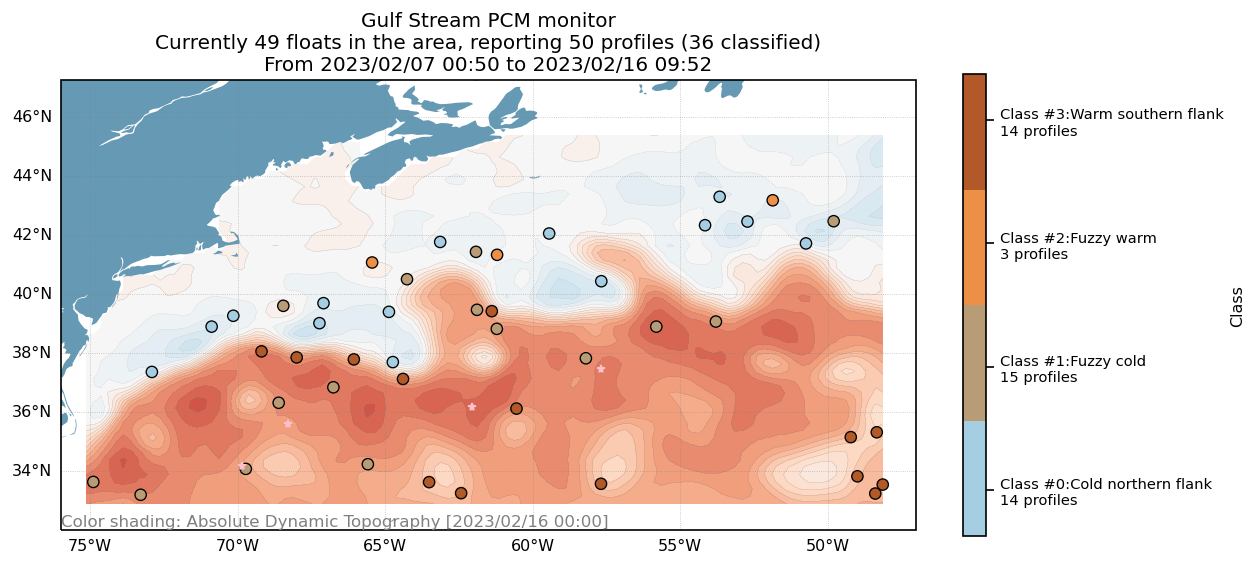 Gulf Stream PCM monitor
Currently 49 floats in the area, reporting 50 profiles (36 classified)
From 2023/02/07 00:50 to 2023/02/16 09:52
46°N
44°N
42°N
40°N
38°N
36°N
34°N
Color shading: Absolute Dynamic Topography [2023/02/16 00:00]
75°W
70°W
65°W
60°W
55°W
50°W
Class #3:Warm southern flank
14 profiles
Class #2:Fuzzy warm
3 profiles
Class #1:Fuzzy cold
15 profiles
Class #0:Cold northern flank
14 profiles
Class